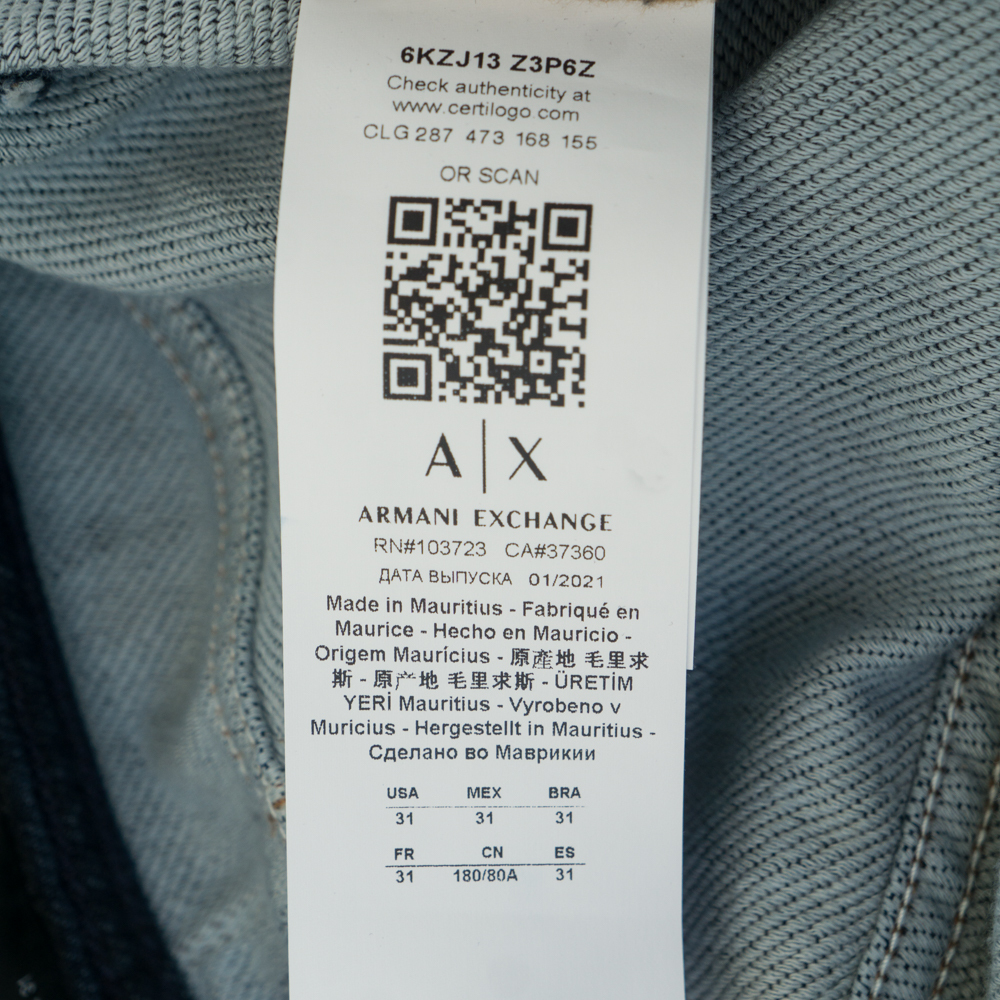 6KZJ13 Z3P6Z
Check authenticity at
www.certilogo.com
CLG 287 473 168 155
OR SCAN
A|X
ARMANI EXCHANGE
RN#103723 CA#37360
ДАТА ВЫПУСКА 01/2021
Made in Mauritius - Fabriqué en
Maurice - Hecho en Mauricio -
Origem Maurícius - 原產地 毛里求
斯 - 原产地 毛里求斯 - ÜRETİM
YERİ Mauritius - Vyrobeno v
Muricius - Hergestellt in Mauritius -
Сделано во Маврикии
USA MEX BRA
31 31 31
FR CN ES
31 180/80A 31